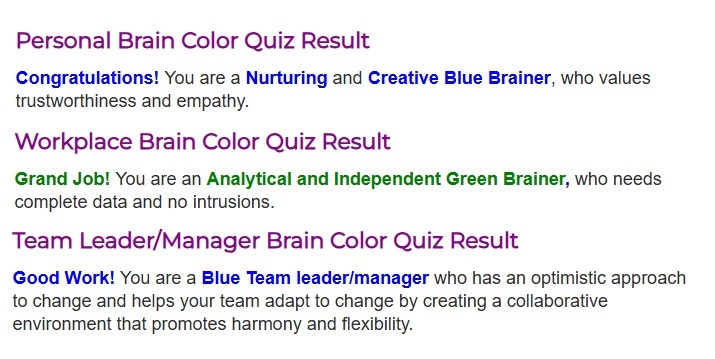 Personal Brain Color Quiz Result
Congratulations! You are a Nurturing and Creative Blue Brainer, who values
trustworthiness and empathy.
Workplace Brain Color Quiz Result
Grand Job! You are an Analytical and Independent Green Brainer, who needs
complete data and no intrusions.
Team Leader/Manager Brain Color Quiz Result
Good Work! You are a Blue Team leader/manager who has an optimistic approach
to change and helps your team adapt to change by creating a collaborative
environment that promotes harmony and flexibility.